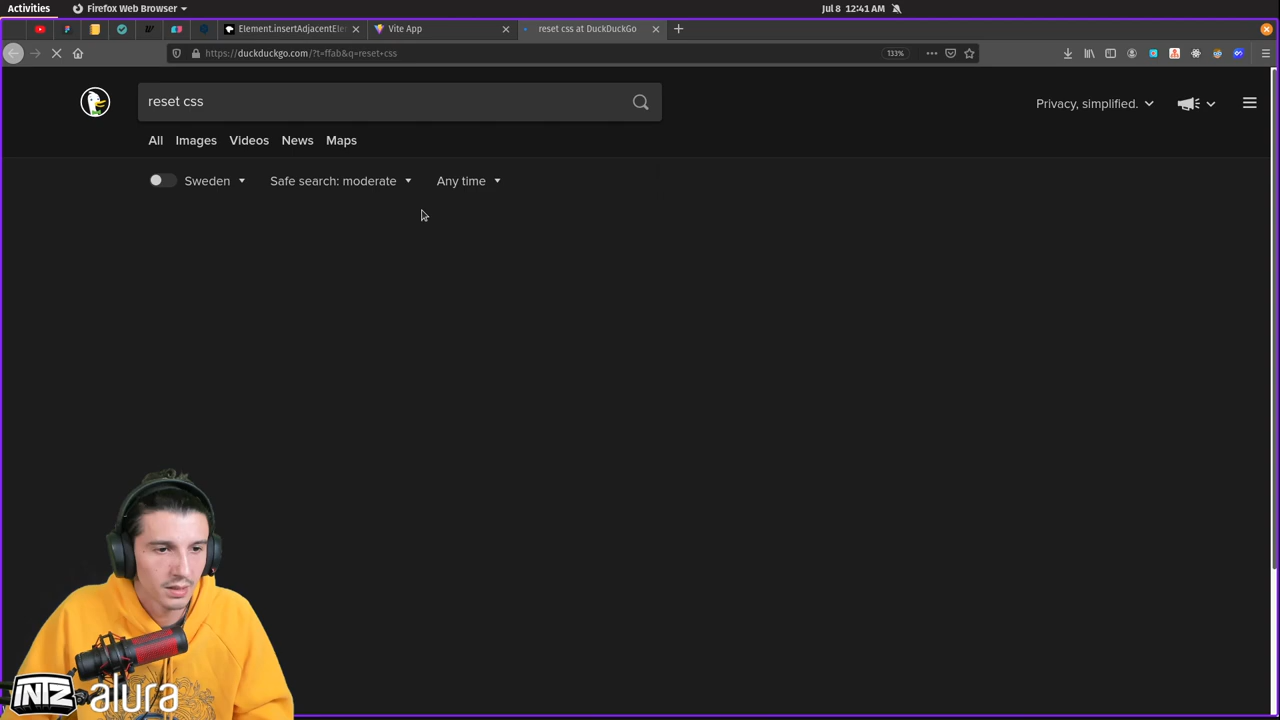 Activities
Firefox Web Browser
Jul 8 12:41 AM
Element.insertAdjacentEle
Vite App
reset css at DuckDuckGo
https://duckduckgo.com/?t=ffab&q=reset+css
133%
reset css
Privacy, simplified.
All Images Videos News Maps
Sweden
Safe search: moderate
Any time
INTZ alura